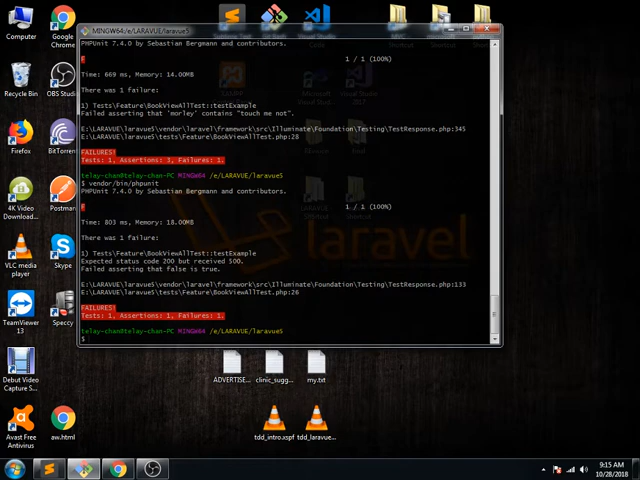 MINGW64:/e/LARAVUE/laravue5
PHPUnit 7.4.0 by Sebastian Bergmann and contributors.
F 1 / 1 (100%)
Time: 669 ms, Memory: 14.00MB
There was 1 failure:
1) Tests\Feature\BookViewAllTest::testExample
Failed asserting that 'morley' contains "touch me not".
E:\LARAVUE\laravue5\vendor\laravel\framework\src\Illuminate\Foundation\Testing\TestResponse.php:345
E:\LARAVUE\laravue5\tests\Feature\BookViewAllTest.php:28
FAILURES!
Tests: 1, Assertions: 3, Failures: 1.
telay-chan@telay-chan-PC MINGW64 /e/LARAVUE/laravue5
$ vendor/bin/phpunit
PHPUnit 7.4.0 by Sebastian Bergmann and contributors.
F 1 / 1 (100%)
Time: 803 ms, Memory: 18.00MB
There was 1 failure:
1) Tests\Feature\BookViewAllTest::testExample
Expected status code 200 but received 500.
Failed asserting that false is true.
E:\LARAVUE\laravue5\vendor\laravel\framework\src\Illuminate\Foundation\Testing\TestResponse.php:133
E:\LARAVUE\laravue5\tests\Feature\BookViewAllTest.php:26
FAILURES!
Tests: 1, Assertions: 1, Failures: 1.
telay-chan@telay-chan-PC MINGW64 /e/LARAVUE/laravue5
$
laravel
Computer
Google Chrome
Recycle Bin
OBS Studio
Firefox
BitTorr...
4K Video Download...
Postman
VLC media player
Skype
TeamViewer 13
Speccy
Debut Video Capture S...
Avast Free Antivirus
aw.html
ADVERTISE...
clinic_sugg...
my.txt
tdd_intro.xspf
tdd_laravue...
9:15 AM
10/28/2018